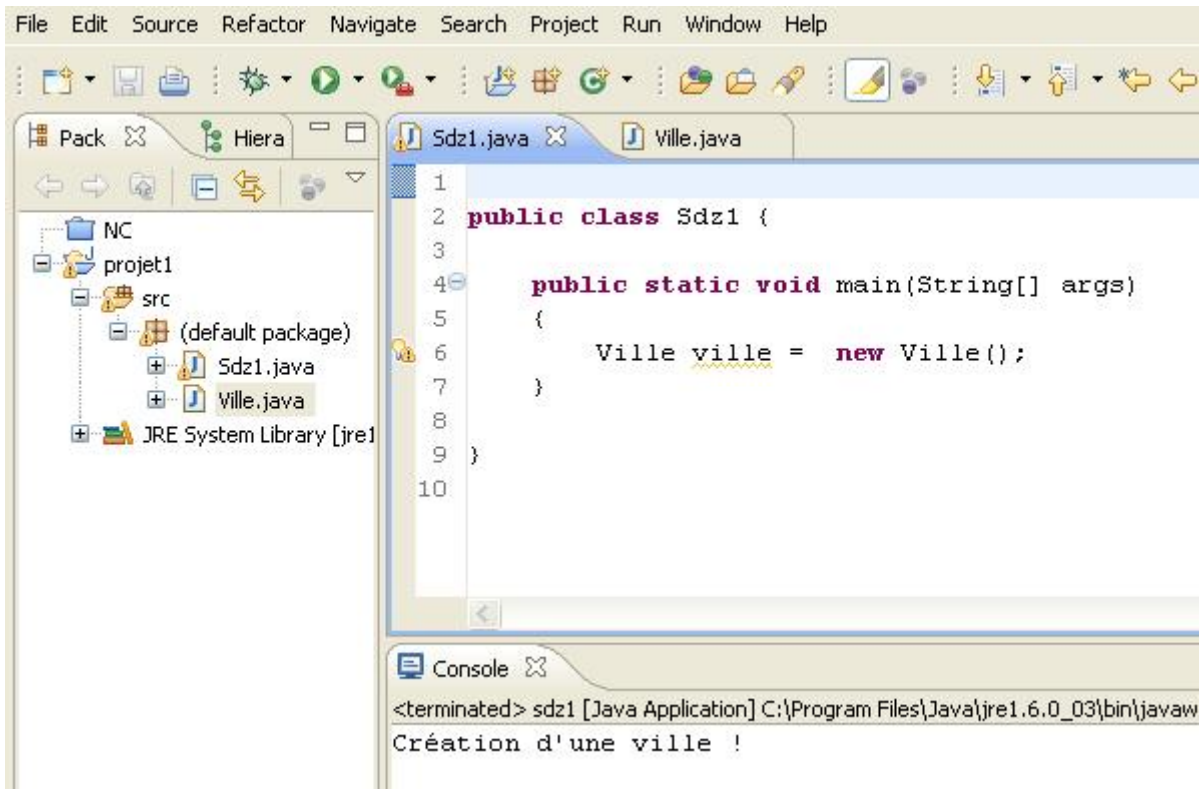 File Edit Source Refactor Navigate Search Project Run Window Help
Pack Hiera
NC
projet1
src
(default package)
Sdz1.java
Ville.java
JRE System Library [jre1
Sdz1.java Ville.java
1
2 public class Sdz1 {
3
4 public static void main(String[] args)
5 {
6 Ville ville = new Ville();
7 }
8
9 }
10
Console
<terminated> sdz1 [Java Application] C:\Program Files\Java\jre1.6.0_03\bin\javaw
Création d'une ville !